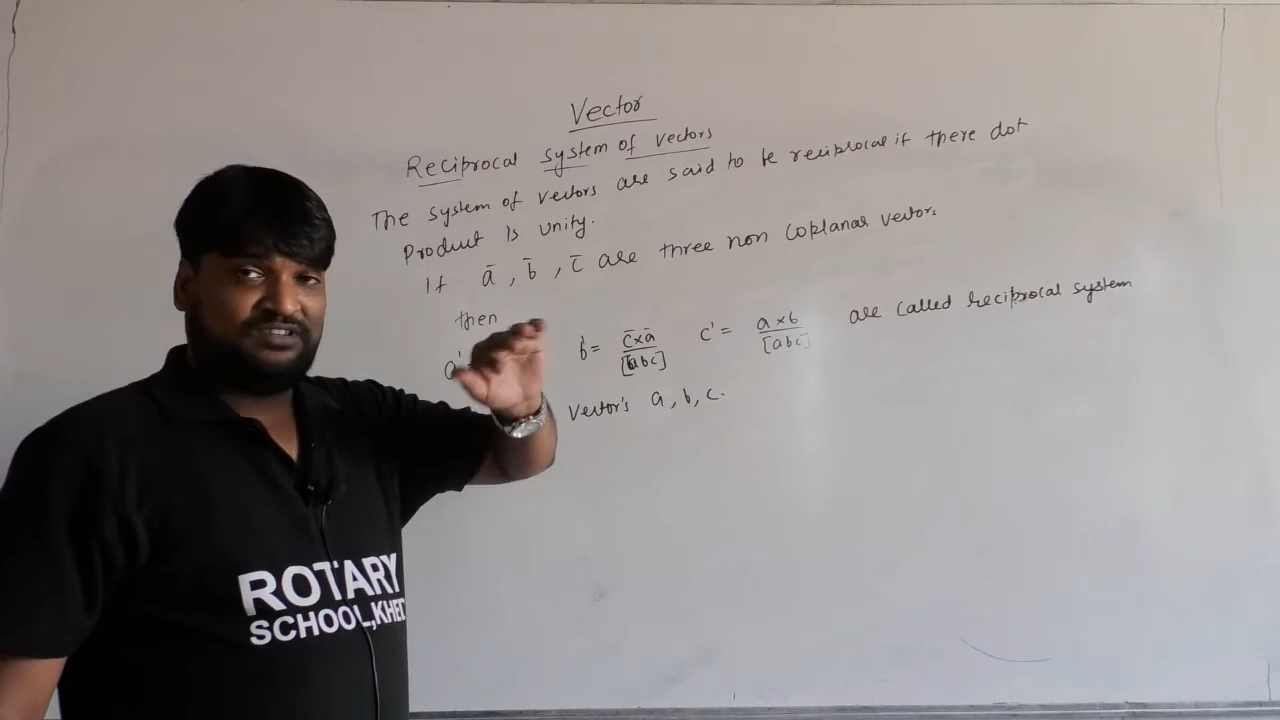 Vector
Reciprocal system of vectors
The system of vectors are said to be reciprocal if there dot
Product is unity.
If a̅ , b̅ , c̅ are three non coplanar vectors
then
a' b' = c̅×a̅ / [abc] c' = a×b / [abc] are called reciprocal system
Vector's a, b, c.
ROTARY
SCHOOL,KHED